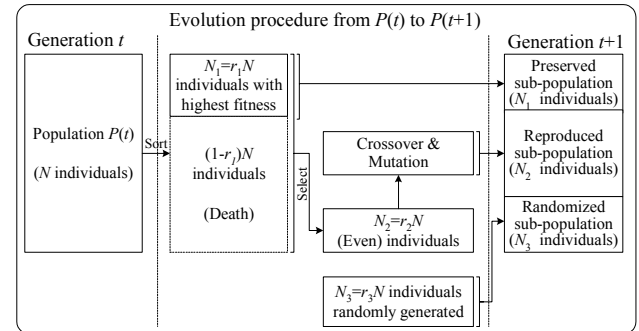 Evolution procedure from P(t) to P(t+1)
Generation t
Generation t+1
Population P(t)
(N individuals)
Sort
N₁=r₁N
individuals with
highest fitness
(1-r₁)N
individuals
(Death)
Select
Crossover &
Mutation
N₂=r₂N
(Even) individuals
N₃=r₃N individuals
randomly generated
Preserved
sub-population
(N₁ individuals)
Reproduced
sub-population
(N₂ individuals)
Randomized
sub-population
(N₃ individuals)